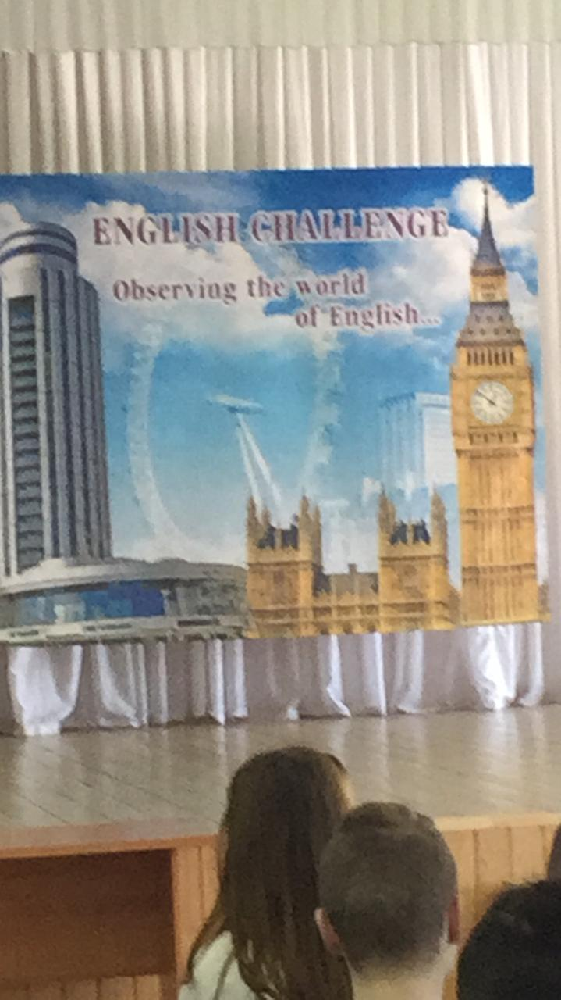 ENGLISH CHALLENGE
Observing the world
of English...